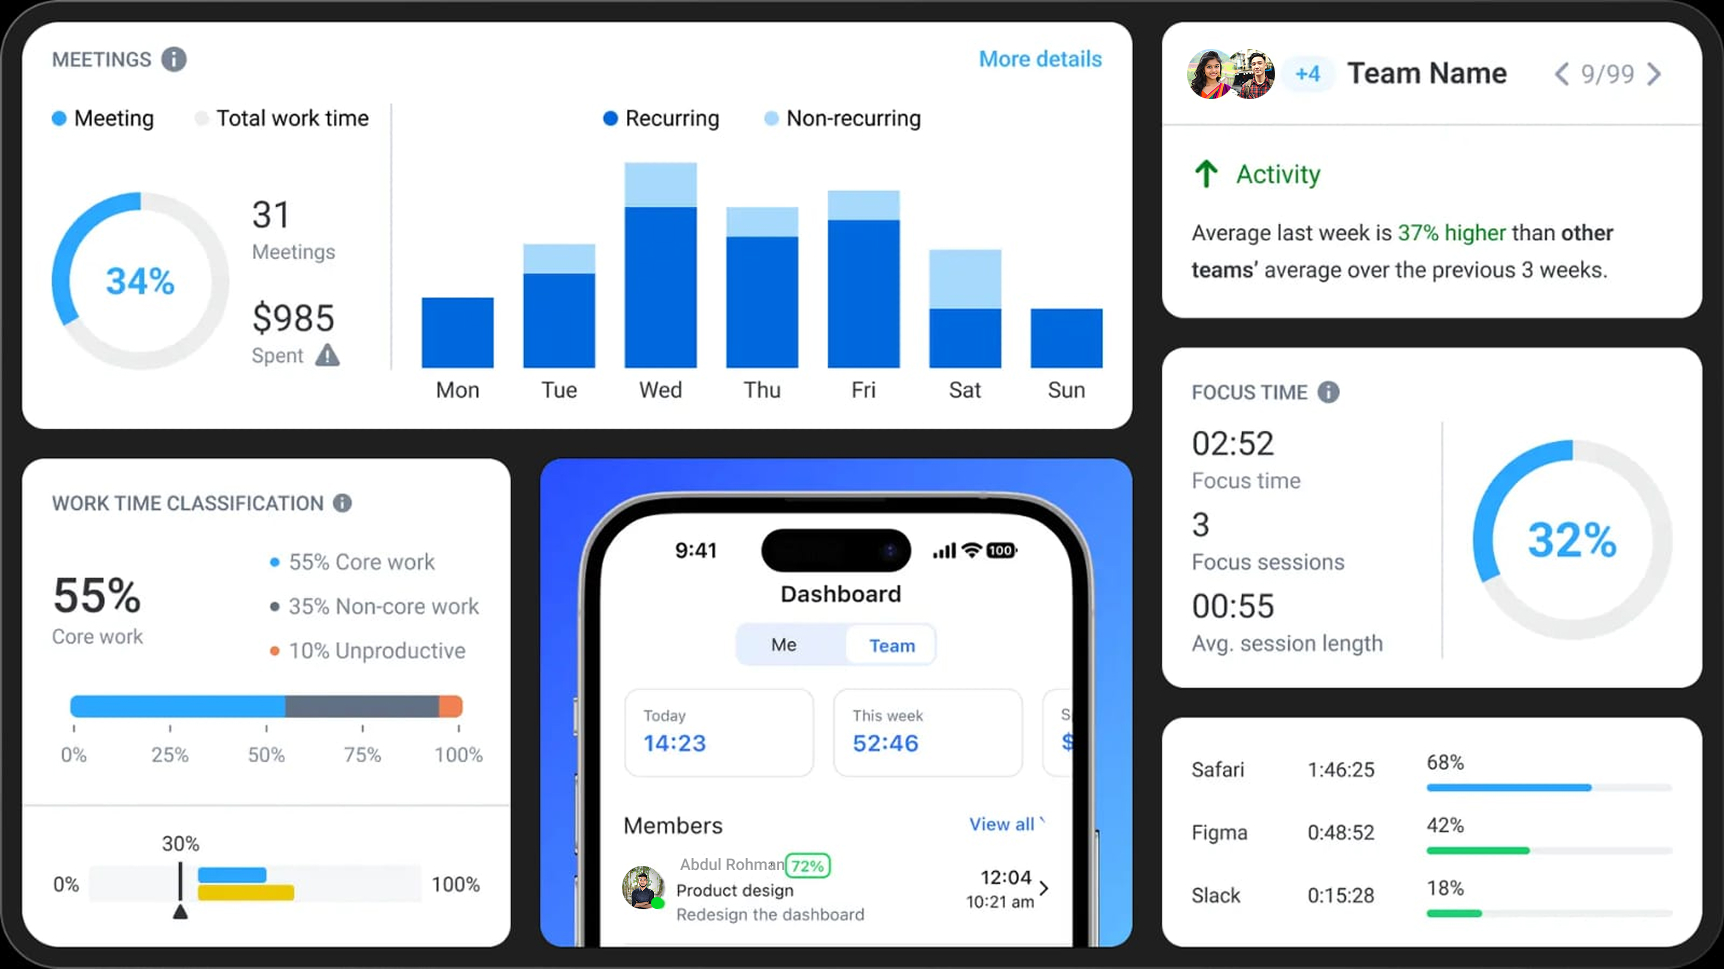 MEETINGS
More details
Meeting
Total work time
34%
31
Meetings
$985
Spent
Recurring
Non-recurring
Mon
Tue
Wed
Thu
Fri
Sat
Sun
+4
Team Name
9/99
Activity
Average last week is 37% higher than other
teams’ average over the previous 3 weeks.
WORK TIME CLASSIFICATION
55%
Core work
55% Core work
35% Non-core work
10% Unproductive
0% 25% 50% 75% 100%
30%
0%
100%
9:41
100
Dashboard
Me
Team
Today
14:23
This week
52:46
$
Members
View all
Abdul Rohman
72%
Product design
Redesign the dashboard
12:04
10:21 am
FOCUS TIME
02:52
Focus time
3
Focus sessions
00:55
Avg. session length
32%
Safari 1:46:25 68%
Figma 0:48:52 42%
Slack 0:15:28 18%